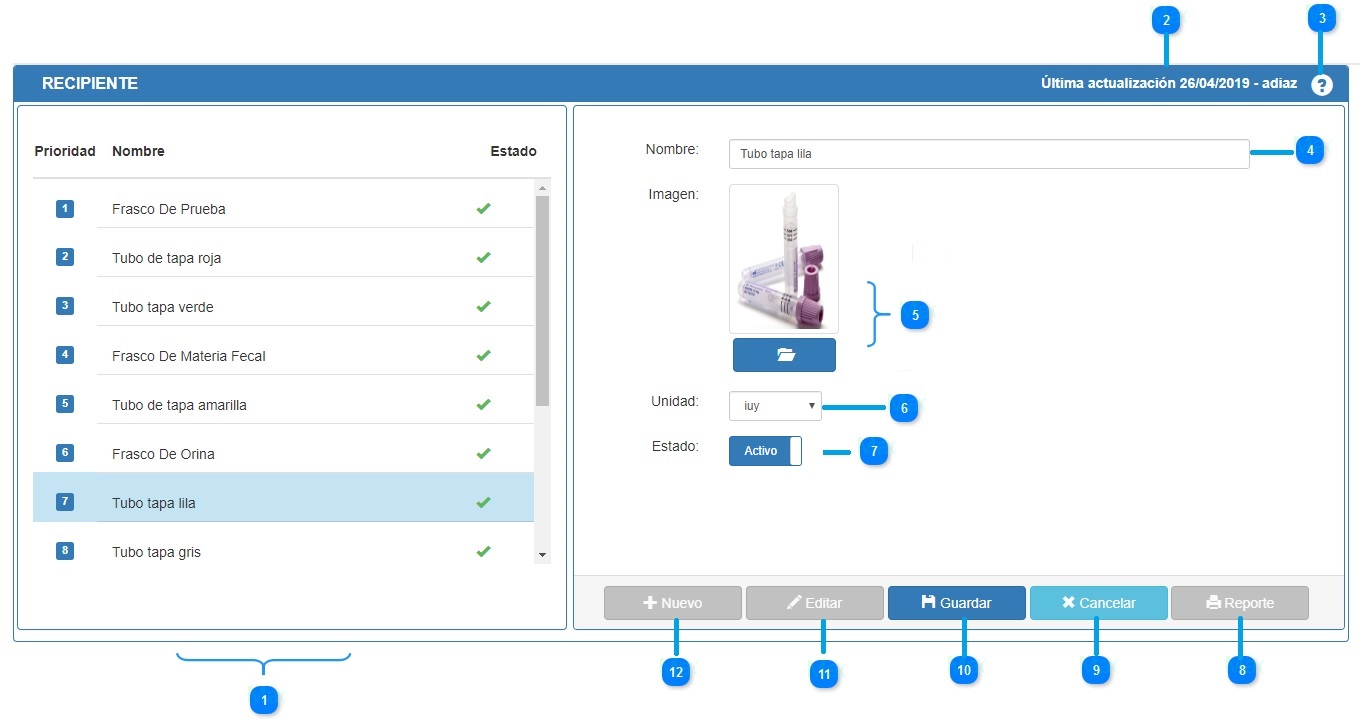 2
3
RECIPIENTE
Última actualización 26/04/2019 - adiaz
?
Prioridad Nombre Estado
1 Frasco De Prueba
2 Tubo de tapa roja
3 Tubo tapa verde
4 Frasco De Materia Fecal
5 Tubo de tapa amarilla
6 Frasco De Orina
7 Tubo tapa lila
8 Tubo tapa gris
1
Nombre: Tubo tapa lila
4
Imagen:
5
Unidad: iuy
6
Estado: Activo
7
Nuevo Editar Guardar Cancelar Reporte
12 11 10 9 8